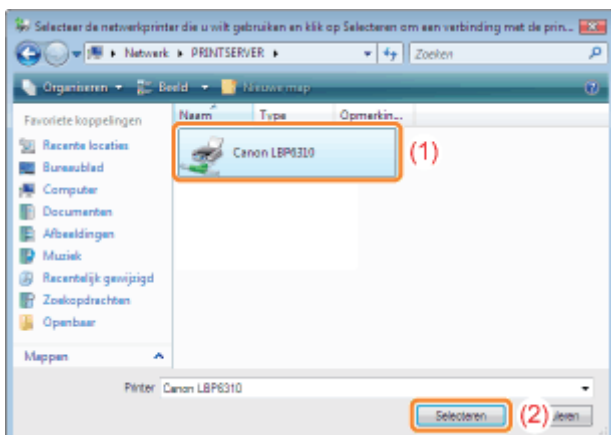 Selecteer de netwerkprinter die u wilt gebruiken en klik op Selecteren om een verbinding met de prin...
Netwerk ▸ PRINTSERVER ▸
Zoeken
Organiseren
Beeld
Nieuwe map
Favoriete koppelingen
Naam Type Opmerkin...
Recente locaties
Bureaublad
Computer
Documenten
Afbeeldingen
Muziek
Recentelijk gewijzigd
Zoekopdrachten
Openbaar
Canon LBP6310 (1)
Mappen
Printer Canon LBP6310
Selecteren (2)